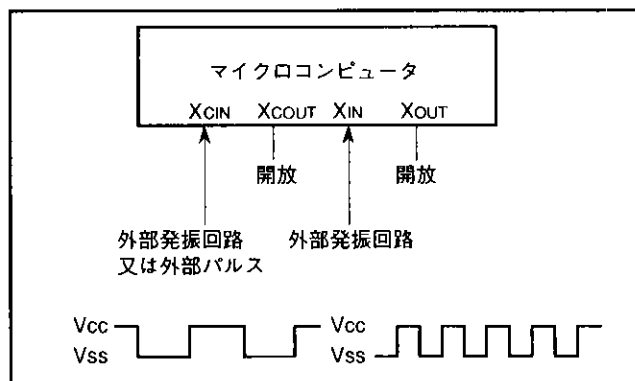 マイクロコンピュータ
XCIN XCOUT XIN XOUT
開放 開放
外部発振回路 外部発振回路
又は外部パルス
Vcc Vcc
Vss Vss